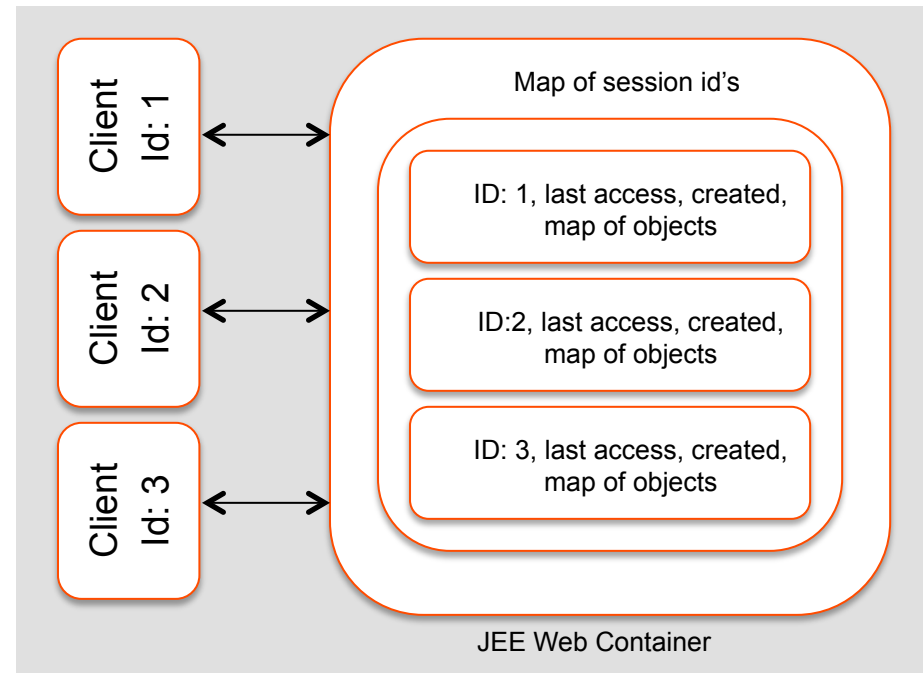 Client
Id: 1
Client
Id: 2
Client
Id: 3
Map of session id's
ID: 1, last access, created,
map of objects
ID:2, last access, created,
map of objects
ID: 3, last access, created,
map of objects
JEE Web Container